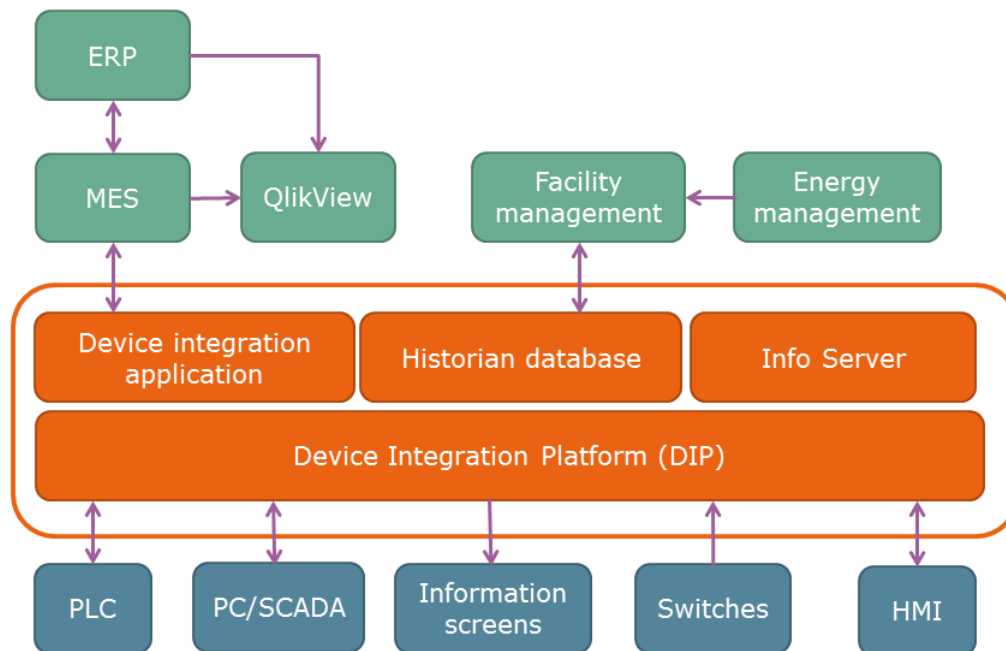 ERP
MES
QlikView
Facility
management
Energy
management
Device integration
application
Historian database
Info Server
Device Integration Platform (DIP)
PLC
PC/SCADA
Information
screens
Switches
HMI